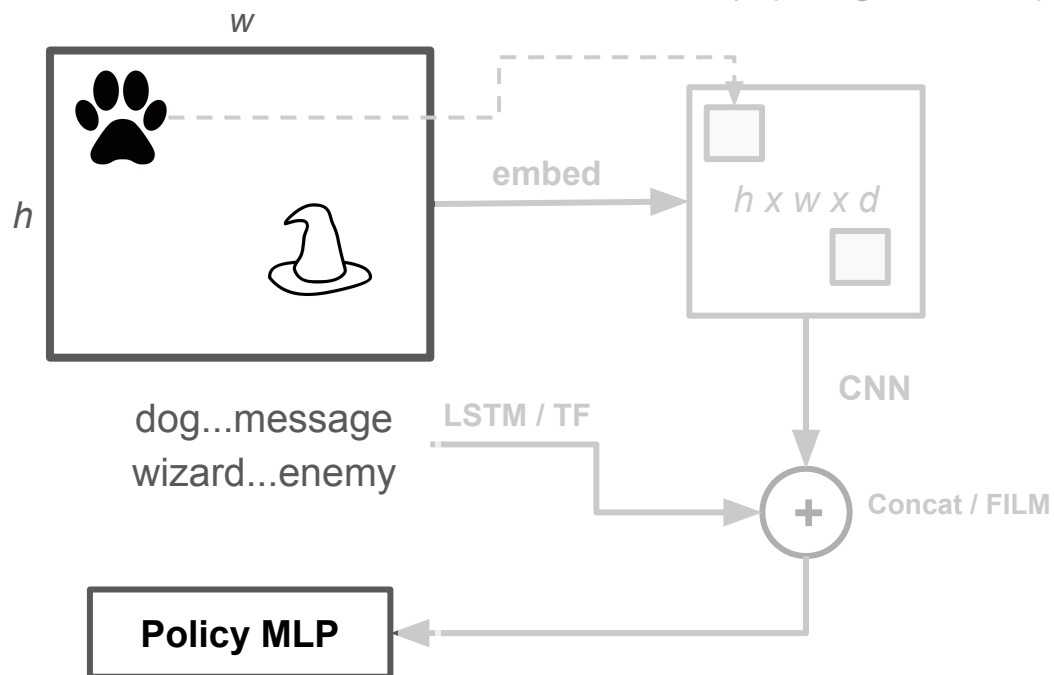 w
h
embed
h x w x d
CNN
dog...message
wizard...enemy
LSTM / TF
+
Concat / FILM
Policy MLP